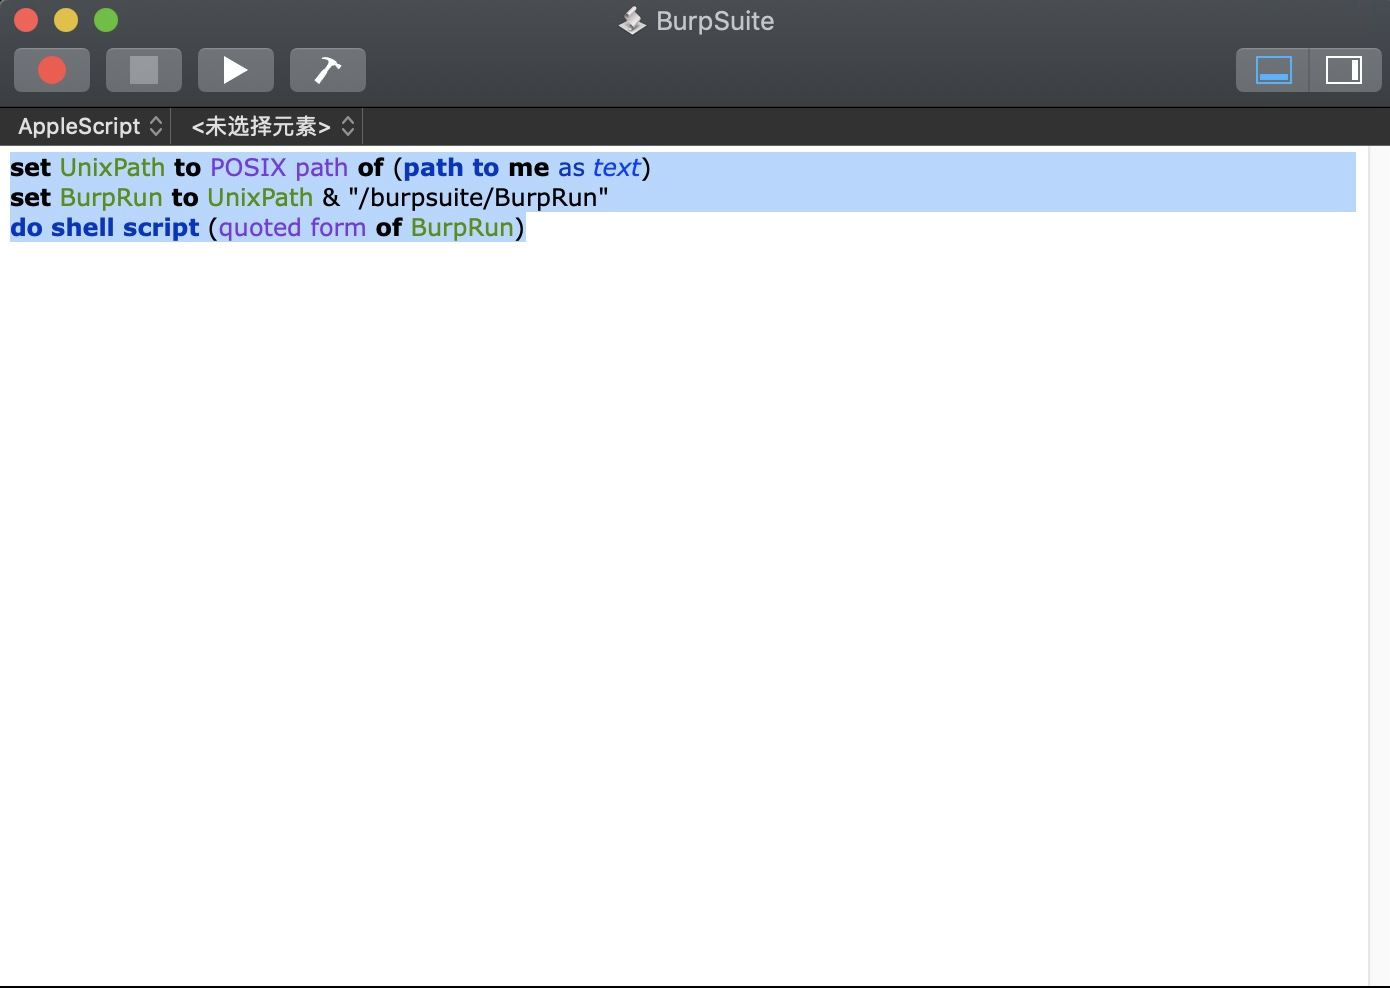 BurpSuite
AppleScript <未选择元素>
set UnixPath to POSIX path of (path to me as text)
set BurpRun to UnixPath & "/burpsuite/BurpRun"
do shell script (quoted form of BurpRun)